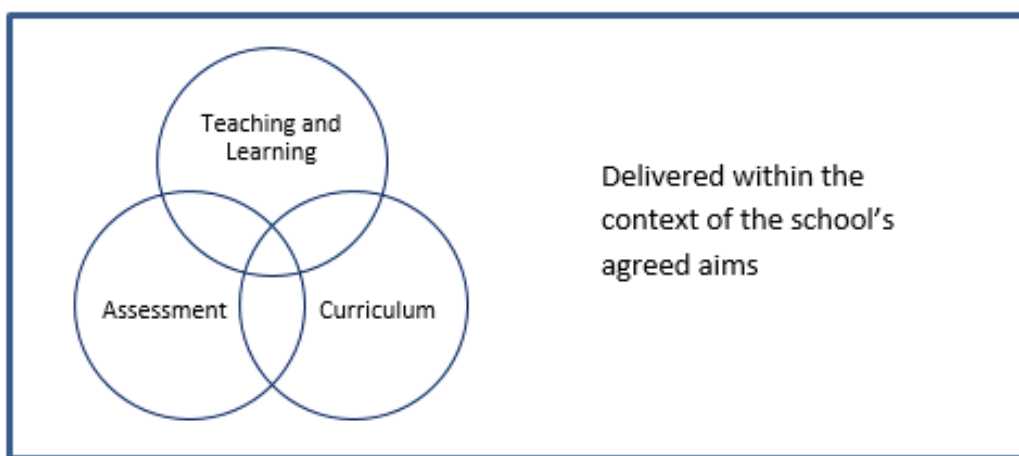 Teaching and
Learning
Assessment
Curriculum
Delivered within the
context of the school’s
agreed aims